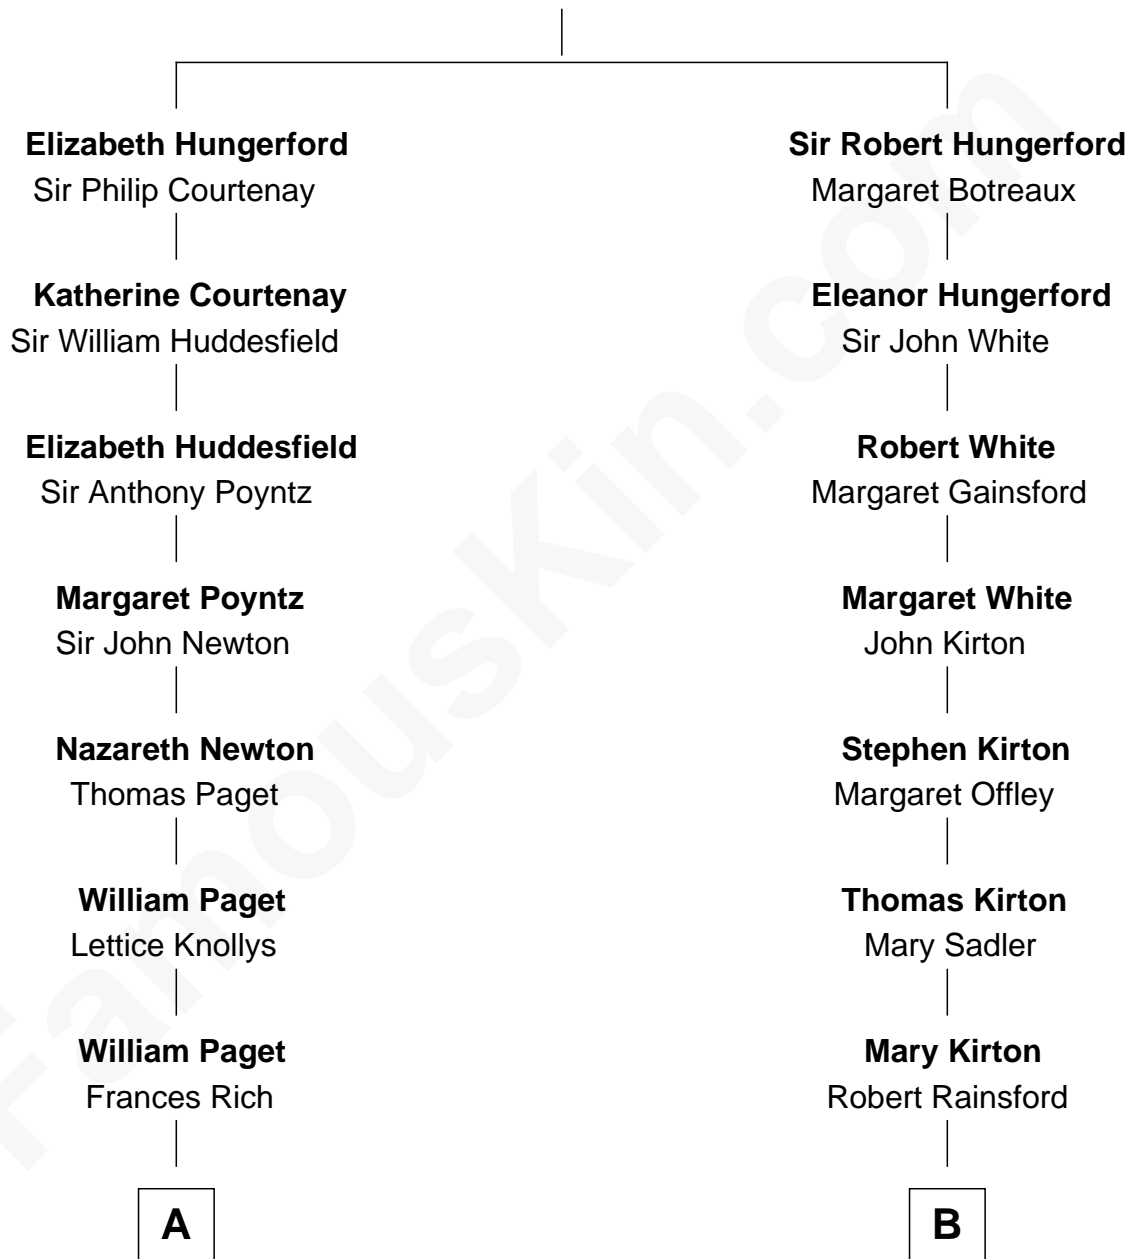 Elizabeth Hungerford
Sir Philip Courtenay
Katherine Courtenay
Sir William Huddesfield
Elizabeth Huddesfield
Sir Anthony Poyntz
Margaret Poyntz
Sir John Newton
Nazareth Newton
Thomas Paget
William Paget
Lettice Knollys
William Paget
Frances Rich
A
Sir Robert Hungerford
Margaret Botreaux
Eleanor Hungerford
Sir John White
Robert White
Margaret Gainsford
Margaret White
John Kirton
Stephen Kirton
Margaret Offley
Thomas Kirton
Mary Sadler
Mary Kirton
Robert Rainsford
B
FamousKin.com